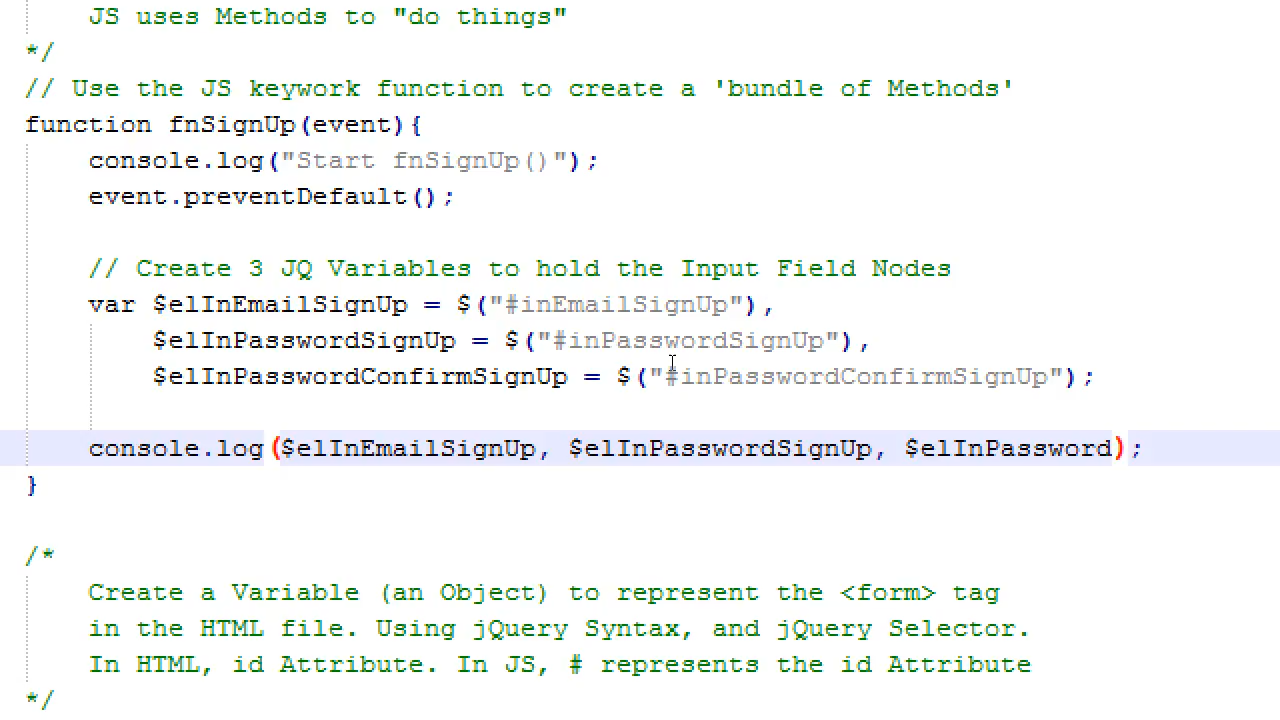 JS uses Methods to "do things"
*/
// Use the JS keywork function to create a 'bundle of Methods'
function fnSignUp(event){
console.log("Start fnSignUp()");
event.preventDefault();
// Create 3 JQ Variables to hold the Input Field Nodes
var $elInEmailSignUp = $("#inEmailSignUp"),
$elInPasswordSignUp = $("#inPasswordSignUp"),
$elInPasswordConfirmSignUp = $("#inPasswordConfirmSignUp");
console.log($elInEmailSignUp, $elInPasswordSignUp, $elInPassword);
}
/*
Create a Variable (an Object) to represent the <form> tag
in the HTML file. Using jQuery Syntax, and jQuery Selector.
In HTML, id Attribute. In JS, # represents the id Attribute
*/